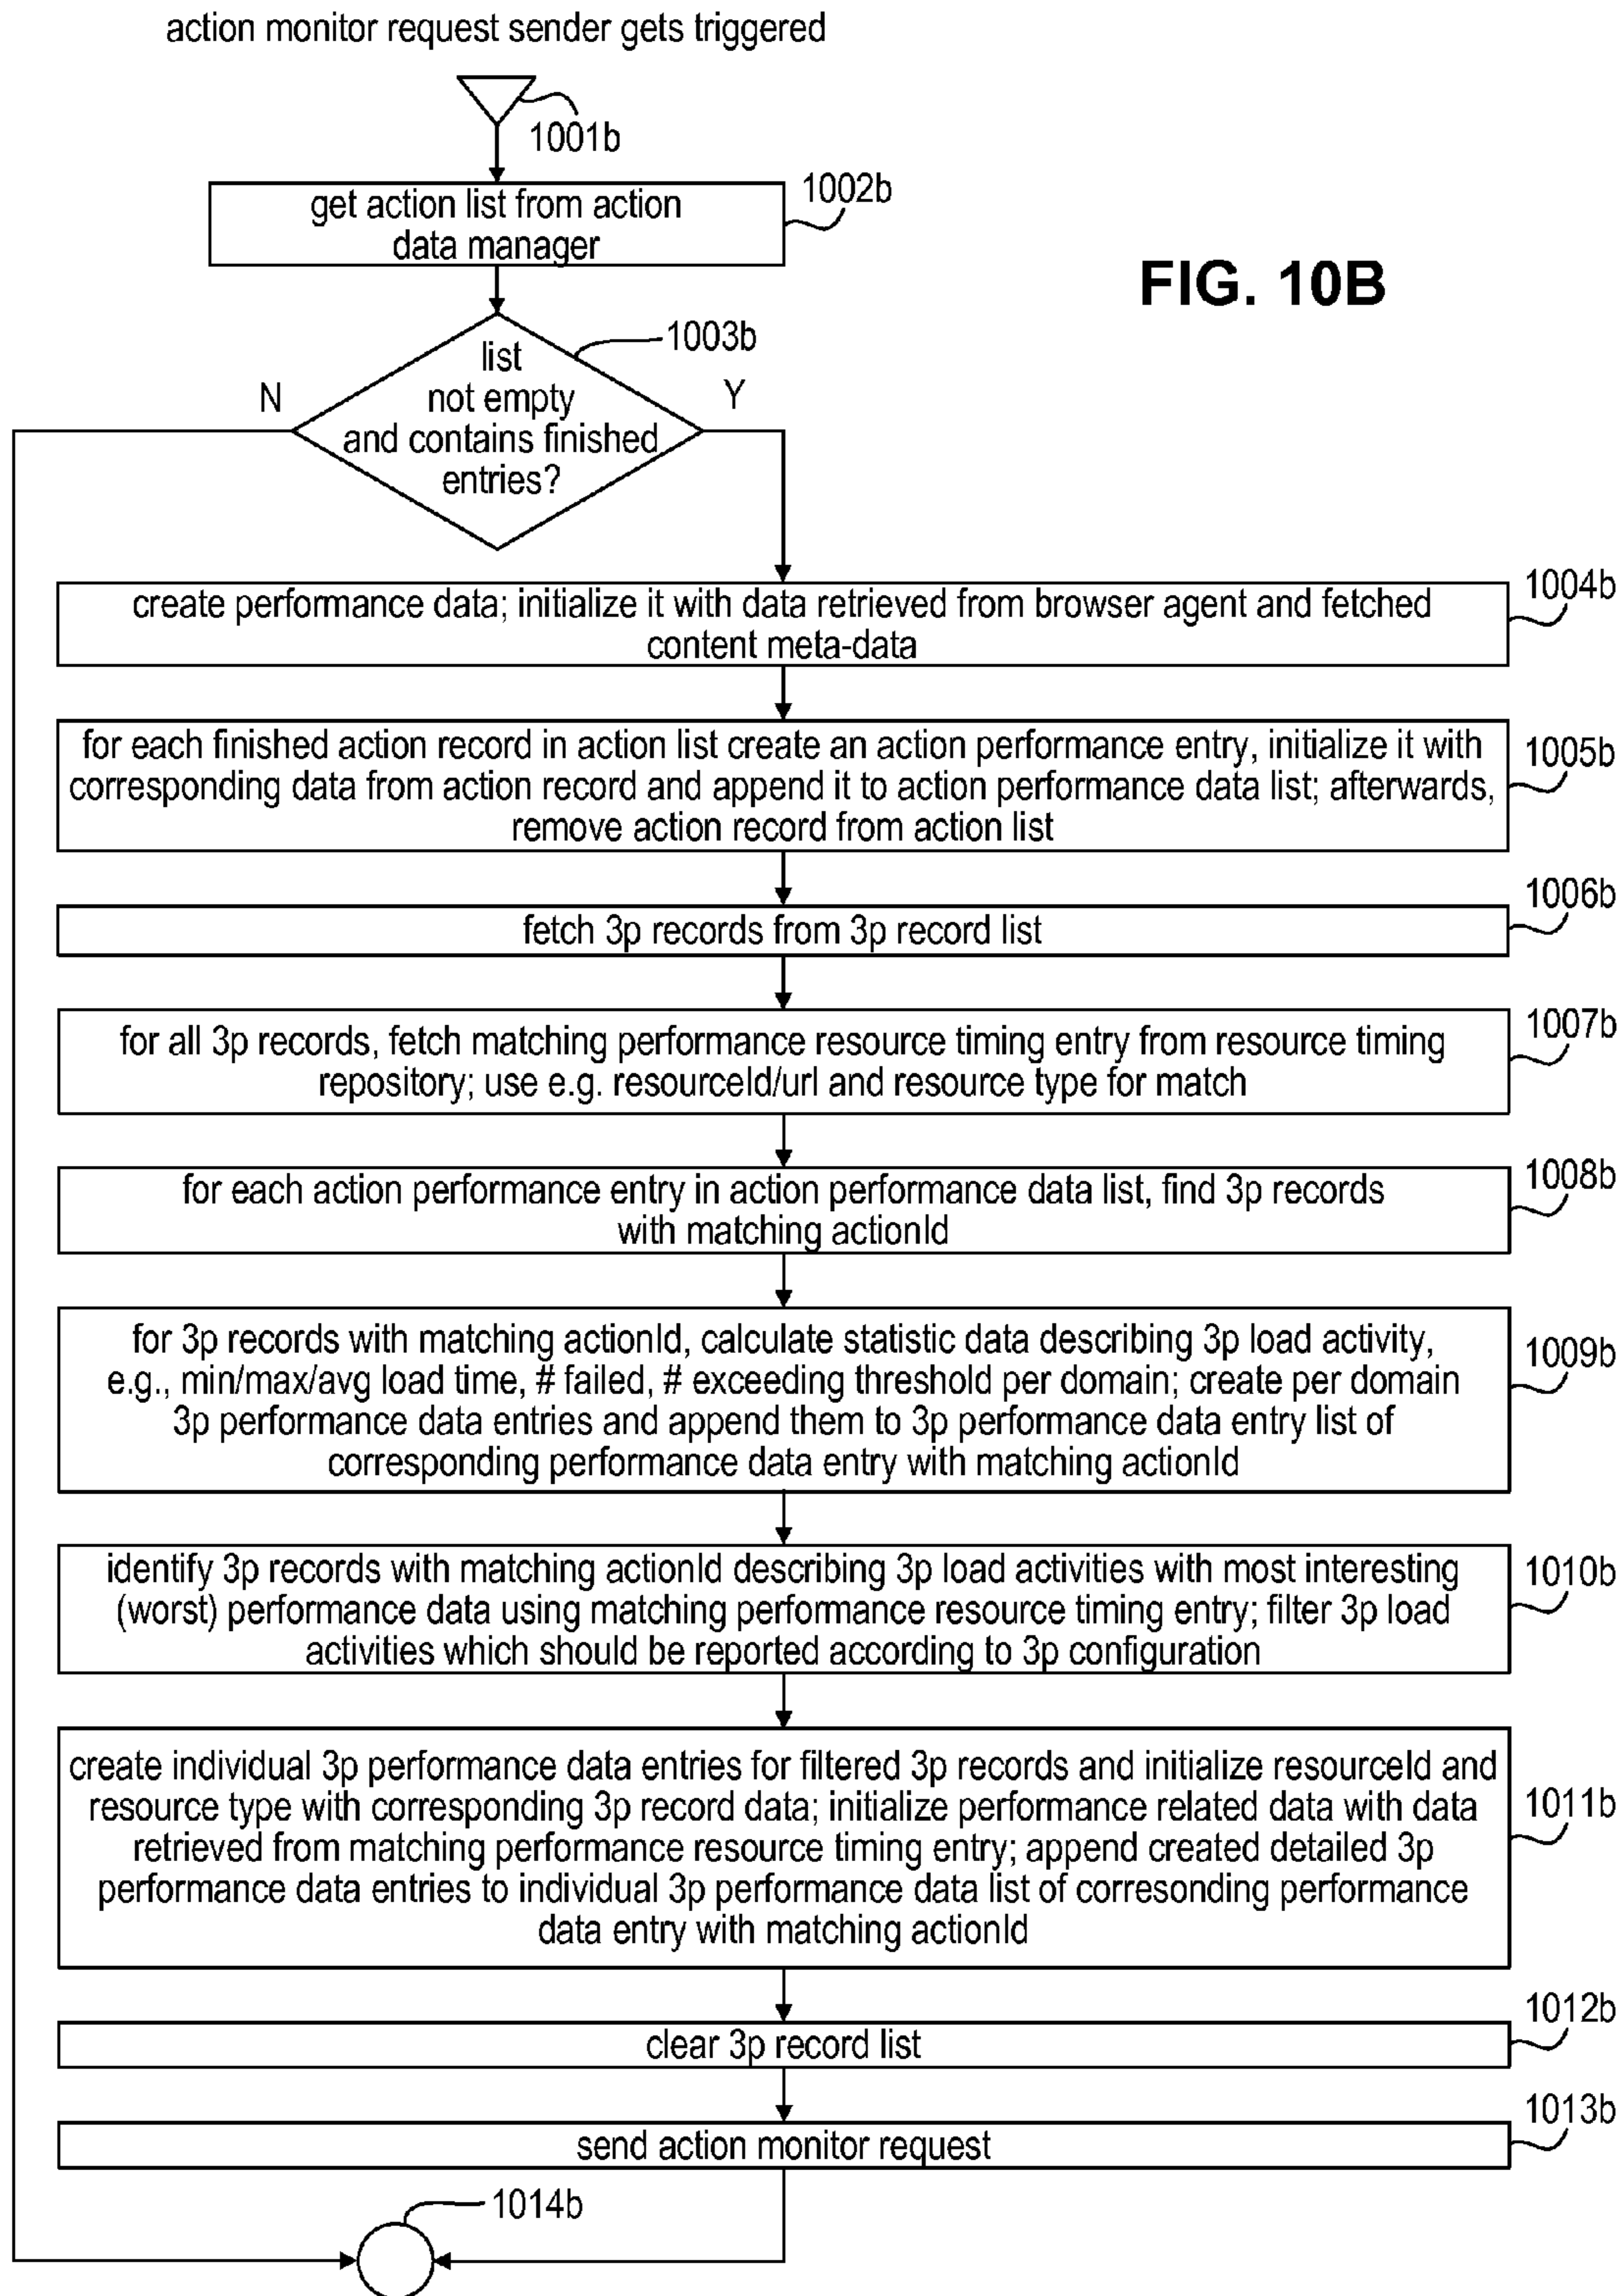 action monitor request sender gets triggered
1001b
get action list from action
data manager
1002b
FIG. 10B
list
not empty
and contains finished
entries?
1003b
N
Y
create performance data; initialize it with data retrieved from browser agent and fetched
content meta-data
1004b
for each finished action record in action list create an action performance entry, initialize it with
corresponding data from action record and append it to action performance data list; afterwards,
remove action record from action list
1005b
fetch 3p records from 3p record list
1006b
for all 3p records, fetch matching performance resource timing entry from resource timing
repository; use e.g. resourceId/url and resource type for match
1007b
for each action performance entry in action performance data list, find 3p records
with matching actionId
1008b
for 3p records with matching actionId, calculate statistic data describing 3p load activity,
e.g., min/max/avg load time, # failed, # exceeding threshold per domain; create per domain
3p performance data entries and append them to 3p performance data entry list of
corresponding performance data entry with matching actionId
1009b
identify 3p records with matching actionId describing 3p load activities with most interesting
(worst) performance data using matching performance resource timing entry; filter 3p load
activities which should be reported according to 3p configuration
1010b
create individual 3p performance data entries for filtered 3p records and initialize resourceId and
resource type with corresponding 3p record data; initialize performance related data with data
retrieved from matching performance resource timing entry; append created detailed 3p
performance data entries to individual 3p performance data list of corresonding performance
data entry with matching actionId
1011b
clear 3p record list
1012b
send action monitor request
1013b
1014b